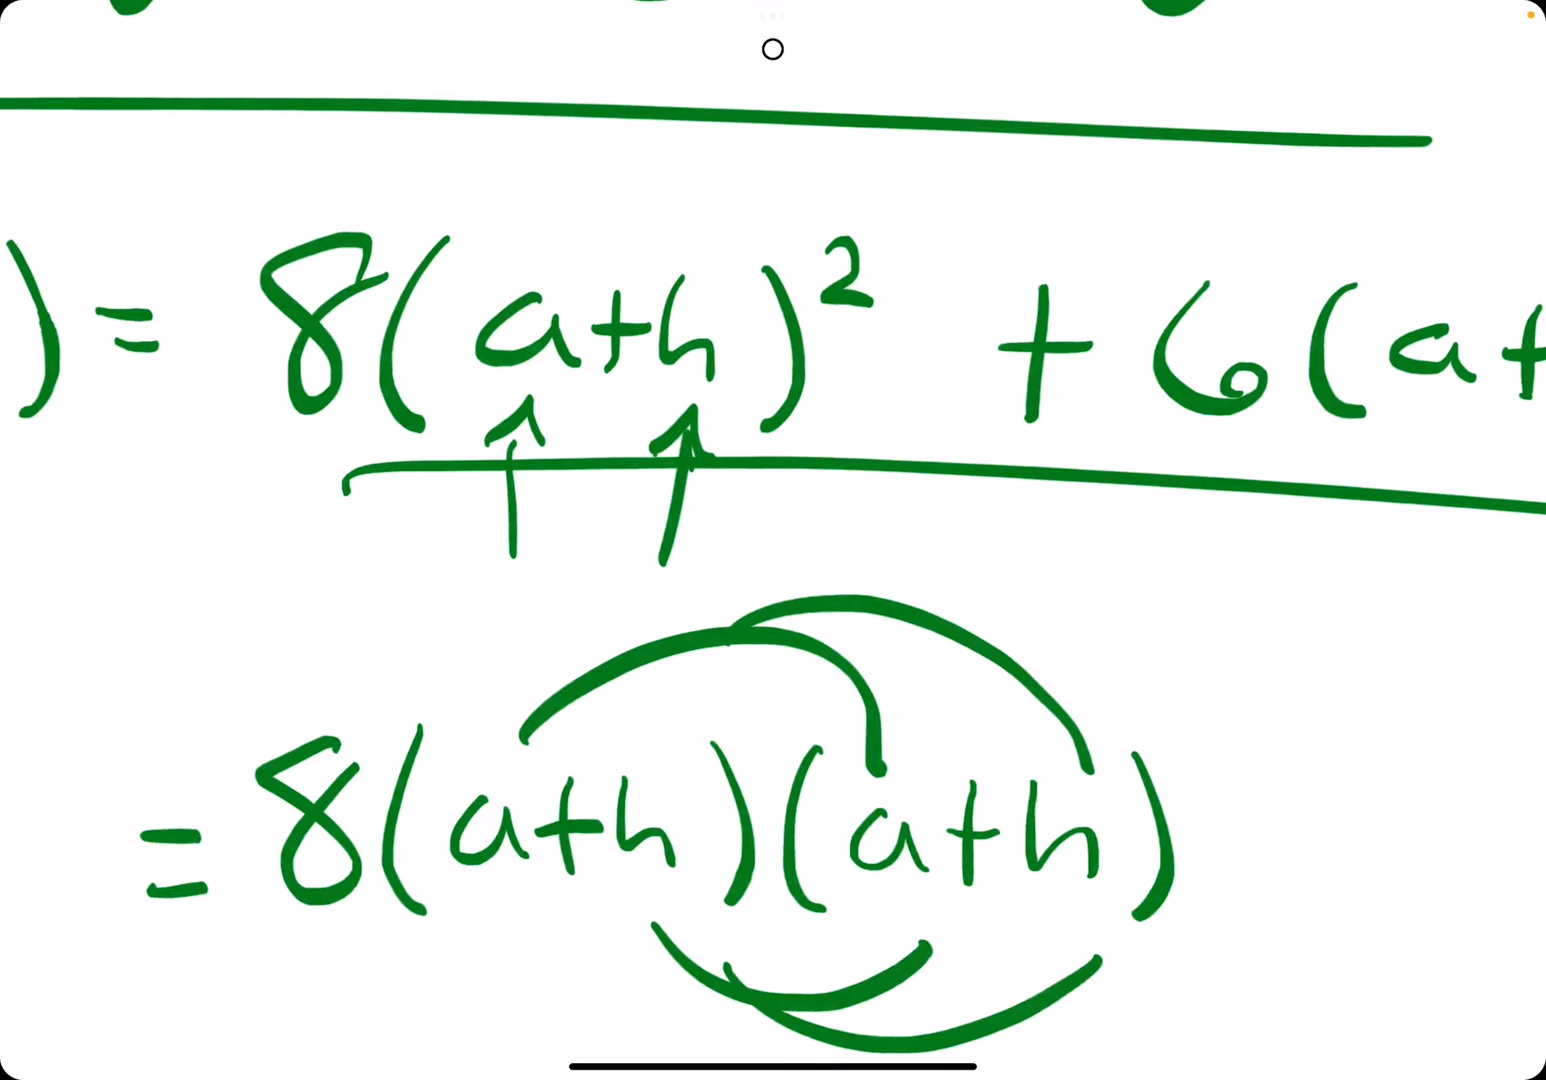 ) = 8(a+h)² + 6(a+
= 8(a+h)(a+h)